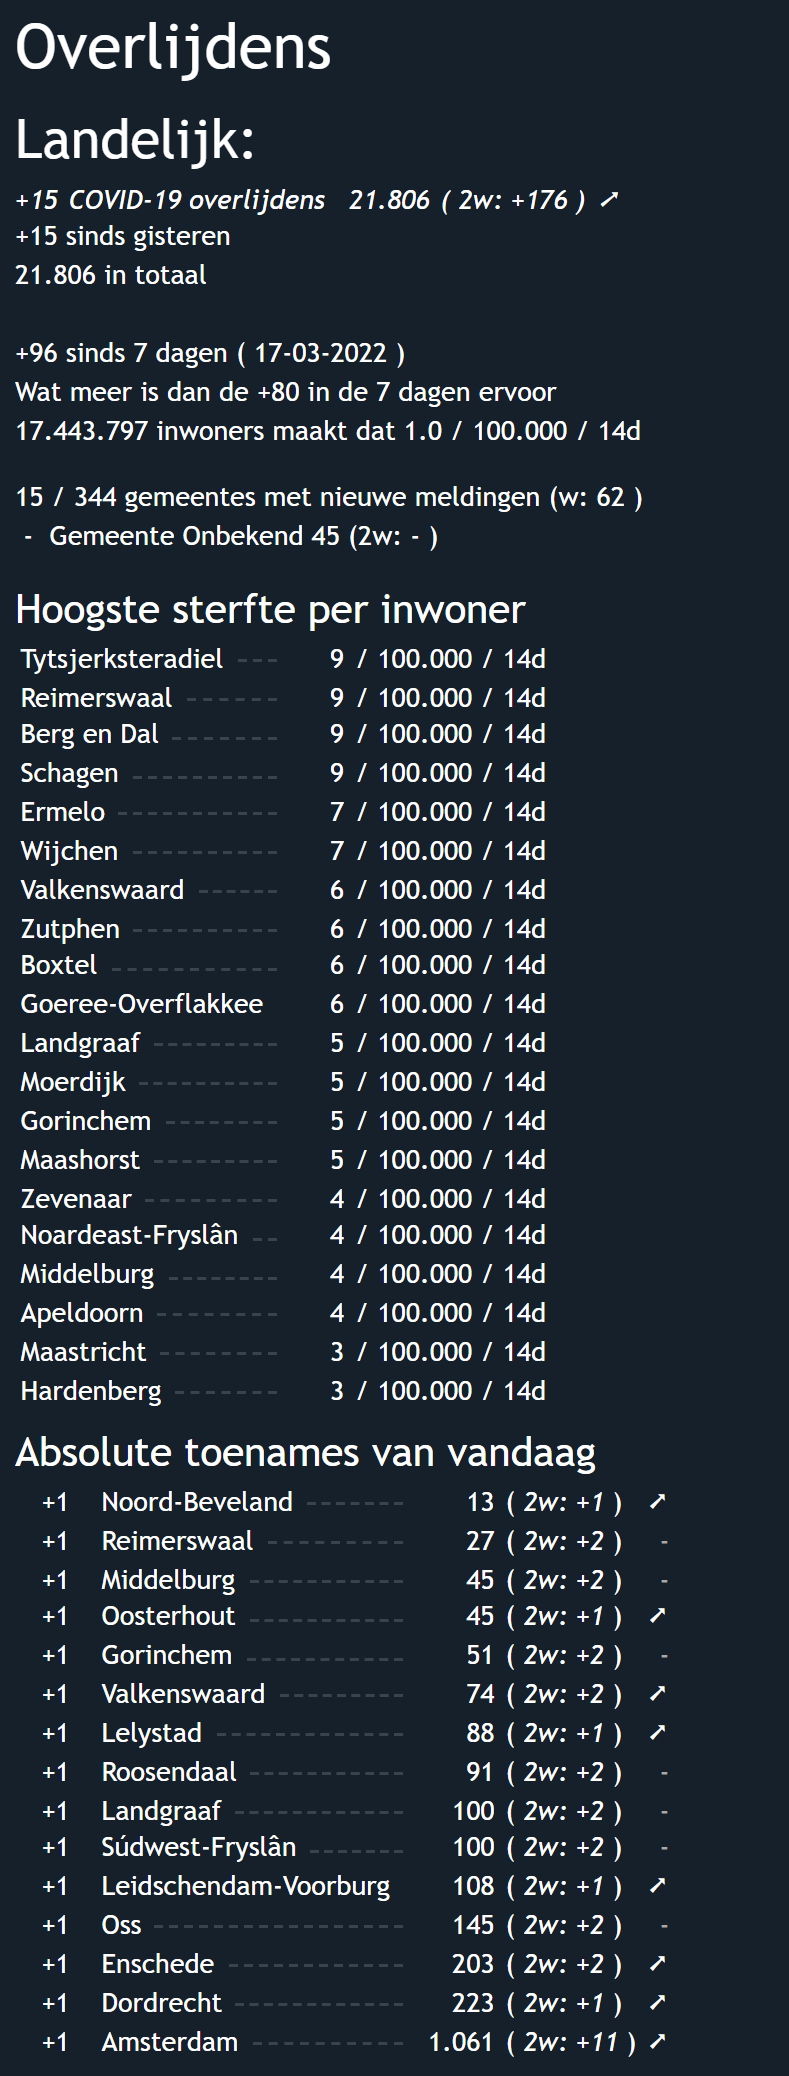 Overlijdens
Landelijk:
+15 COVID-19 overlijdens 21.806 ( 2w: +176 ) ➚
+15 sinds gisteren
21.806 in totaal
+96 sinds 7 dagen ( 17-03-2022 )
Wat meer is dan de +80 in de 7 dagen ervoor
17.443.797 inwoners maakt dat 1.0 / 100.000 / 14d
15 / 344 gemeentes met nieuwe meldingen (w: 62 )
- Gemeente Onbekend 45 (2w: - )
Hoogste sterfte per inwoner
Tytsjerksteradiel --- 9 / 100.000 / 14d
Reimerswaal ------ 9 / 100.000 / 14d
Berg en Dal ------- 9 / 100.000 / 14d
Schagen ---------- 9 / 100.000 / 14d
Ermelo ----------- 7 / 100.000 / 14d
Wijchen ---------- 7 / 100.000 / 14d
Valkenswaard ------ 6 / 100.000 / 14d
Zutphen ---------- 6 / 100.000 / 14d
Boxtel ----------- 6 / 100.000 / 14d
Goeree-Overflakkee 6 / 100.000 / 14d
Landgraaf --------- 5 / 100.000 / 14d
Moerdijk ---------- 5 / 100.000 / 14d
Gorinchem -------- 5 / 100.000 / 14d
Maashorst --------- 5 / 100.000 / 14d
Zevenaar --------- 4 / 100.000 / 14d
Noardeast-Fryslân -- 4 / 100.000 / 14d
Middelburg -------- 4 / 100.000 / 14d
Apeldoorn -------- 4 / 100.000 / 14d
Maastricht -------- 3 / 100.000 / 14d
Hardenberg ------- 3 / 100.000 / 14d
Absolute toenames van vandaag
+1 Noord-Beveland ------- 13 ( 2w: +1 ) ➚
+1 Reimerswaal --------- 27 ( 2w: +2 ) -
+1 Middelburg ----------- 45 ( 2w: +2 ) -
+1 Oosterhout ----------- 45 ( 2w: +1 ) ➚
+1 Gorinchem ----------- 51 ( 2w: +2 ) -
+1 Valkenswaard --------- 74 ( 2w: +2 ) ➚
+1 Lelystad ------------- 88 ( 2w: +1 ) ➚
+1 Roosendaal ----------- 91 ( 2w: +2 ) -
+1 Landgraaf ------------ 100 ( 2w: +2 ) -
+1 Súdwest-Fryslân ------- 100 ( 2w: +2 ) -
+1 Leidschendam-Voorburg 108 ( 2w: +1 ) ➚
+1 Oss ----------------- 145 ( 2w: +2 ) -
+1 Enschede ------------ 203 ( 2w: +2 ) ➚
+1 Dordrecht ------------ 223 ( 2w: +1 ) ➚
+1 Amsterdam ---------- 1.061 ( 2w: +11 ) ➚